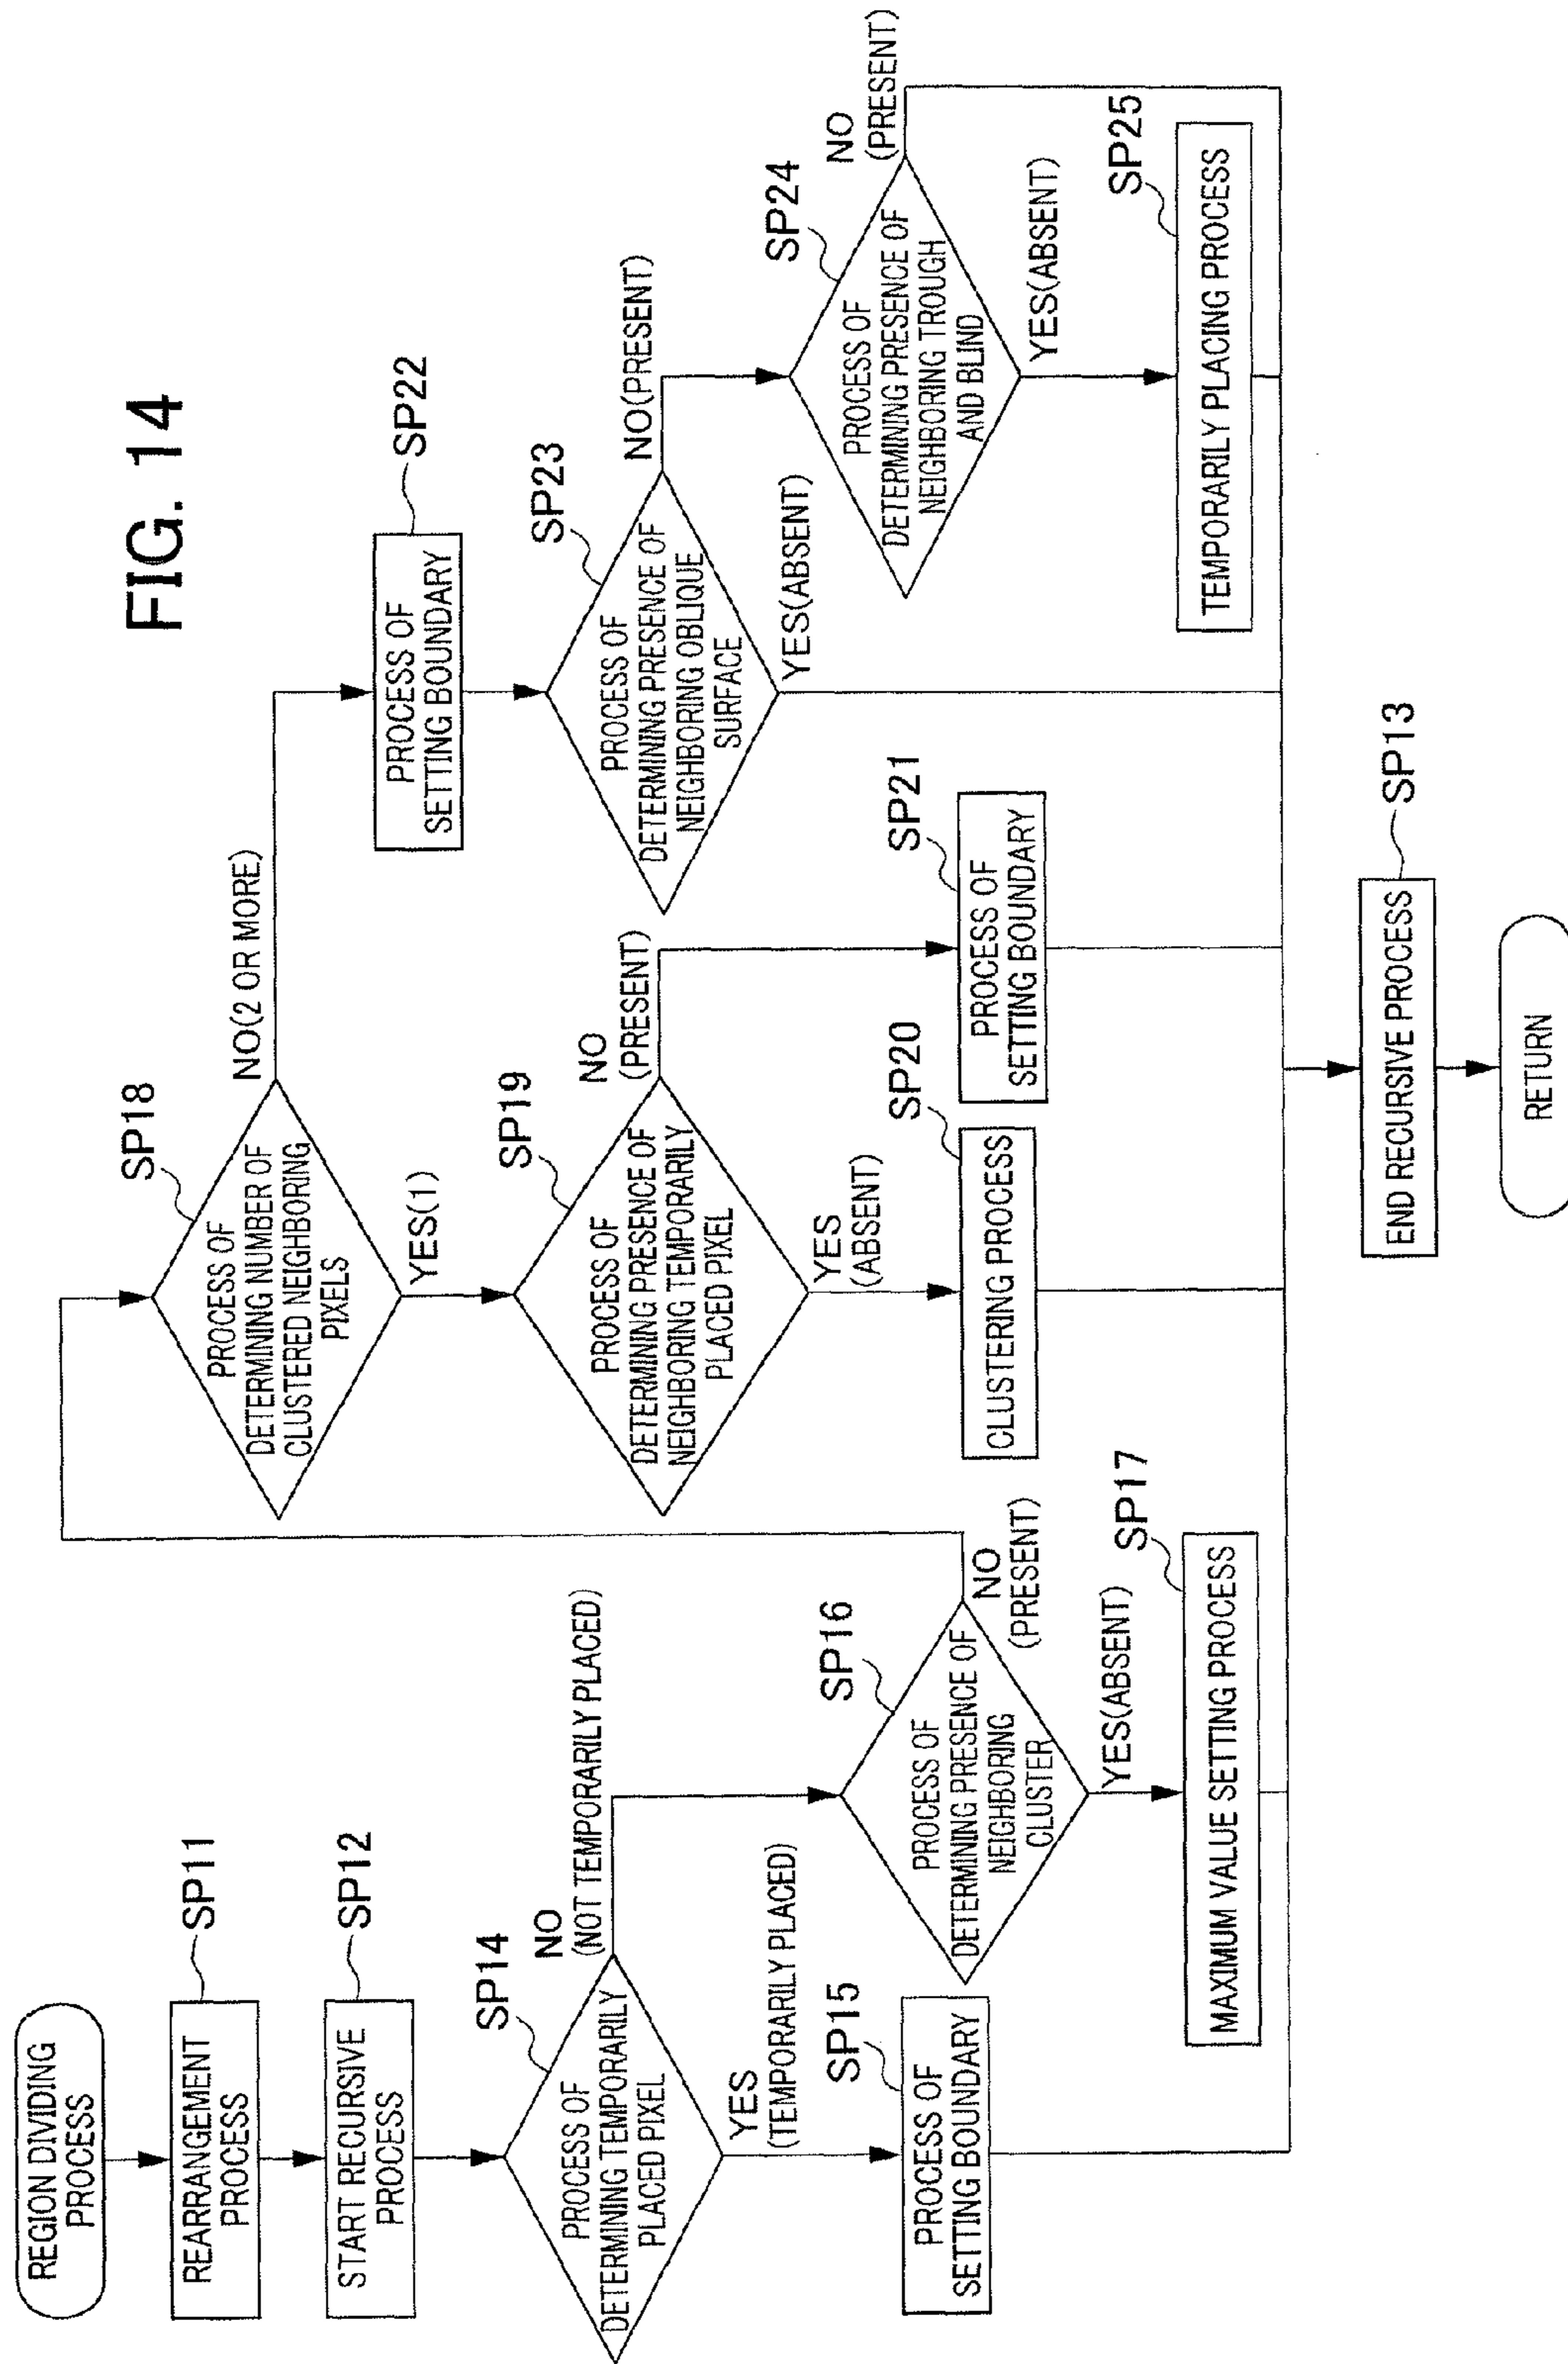 FIG. 14
REGION DIVIDING
PROCESS
REARRANGEMENT
PROCESS
SP11
START RECURSIVE
PROCESS
SP12
PROCESS OF
DETERMINING TEMPORARILY
PLACED PIXEL
SP14
NO
(NOT TEMPORARILY PLACED)
YES
(TEMPORARILY PLACED)
PROCESS OF
SETTING BOUNDARY
SP15
PROCESS OF
DETERMINING PRESENCE OF
NEIGHBORING
CLUSTER
SP16
NO
(PRESENT)
YES(ABSENT)
MAXIMUM VALUE SETTING PROCESS
SP17
PROCESS OF
DETERMINING NUMBER OF
CLUSTERED NEIGHBORING
PIXELS
SP18
NO(2 OR MORE)
YES(1)
PROCESS OF
DETERMINING PRESENCE OF
NEIGHBORING TEMPORARILY
PLACED PIXEL
SP19
NO
(PRESENT)
YES
(ABSENT)
CLUSTERING PROCESS
SP20
PROCESS OF
SETTING BOUNDARY
SP21
PROCESS OF
SETTING BOUNDARY
SP22
PROCESS OF
DETERMINING PRESENCE OF
NEIGHBORING OBLIQUE
SURFACE
SP23
NO(PRESENT)
YES(ABSENT)
PROCESS OF
DETERMINING PRESENCE OF
NEIGHBORING TROUGH
AND BLIND
SP24
NO
(PRESENT)
YES(ABSENT)
TEMPORARILY PLACING PROCESS
SP25
END RECURSIVE PROCESS
SP13
RETURN